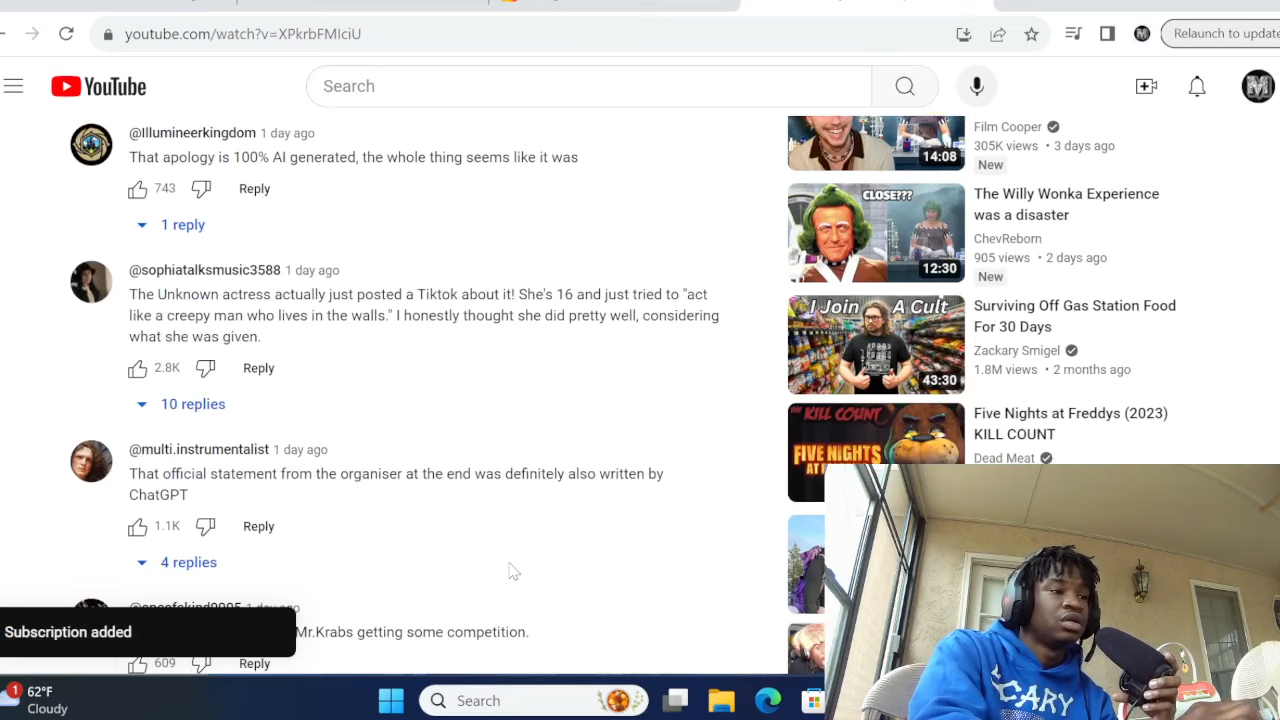 youtube.com/watch?v=XPkrbFMIciU
Relaunch to update
YouTube
Search
@Illumineerkingdom 1 day ago
That apology is 100% AI generated, the whole thing seems like it was
743 Reply
1 reply
@sophiatalksmusic3588 1 day ago
The Unknown actress actually just posted a Tiktok about it! She's 16 and just tried to "act
like a creepy man who lives in the walls." I honestly thought she did pretty well, considering
what she was given.
2.8K Reply
10 replies
@multi.instrumentalist 1 day ago
That official statement from the organiser at the end was definitely also written by
ChatGPT
1.1K Reply
4 replies
1 day ago
Mr.Krabs getting some competition.
609 Reply
Subscription added
14:08
Film Cooper
305K views • 3 days ago
New
CLOSE???
12:30
The Willy Wonka Experience
was a disaster
ChevReborn
905 views • 2 days ago
New
I Join A Cult
43:30
Surviving Off Gas Station Food
For 30 Days
Zackary Smigel
1.8M views • 2 months ago
KILL COUNT
FIVE NIGHTS
Five Nights at Freddys (2023)
KILL COUNT
Dead Meat
SCARY
1
62°F
Cloudy
Search